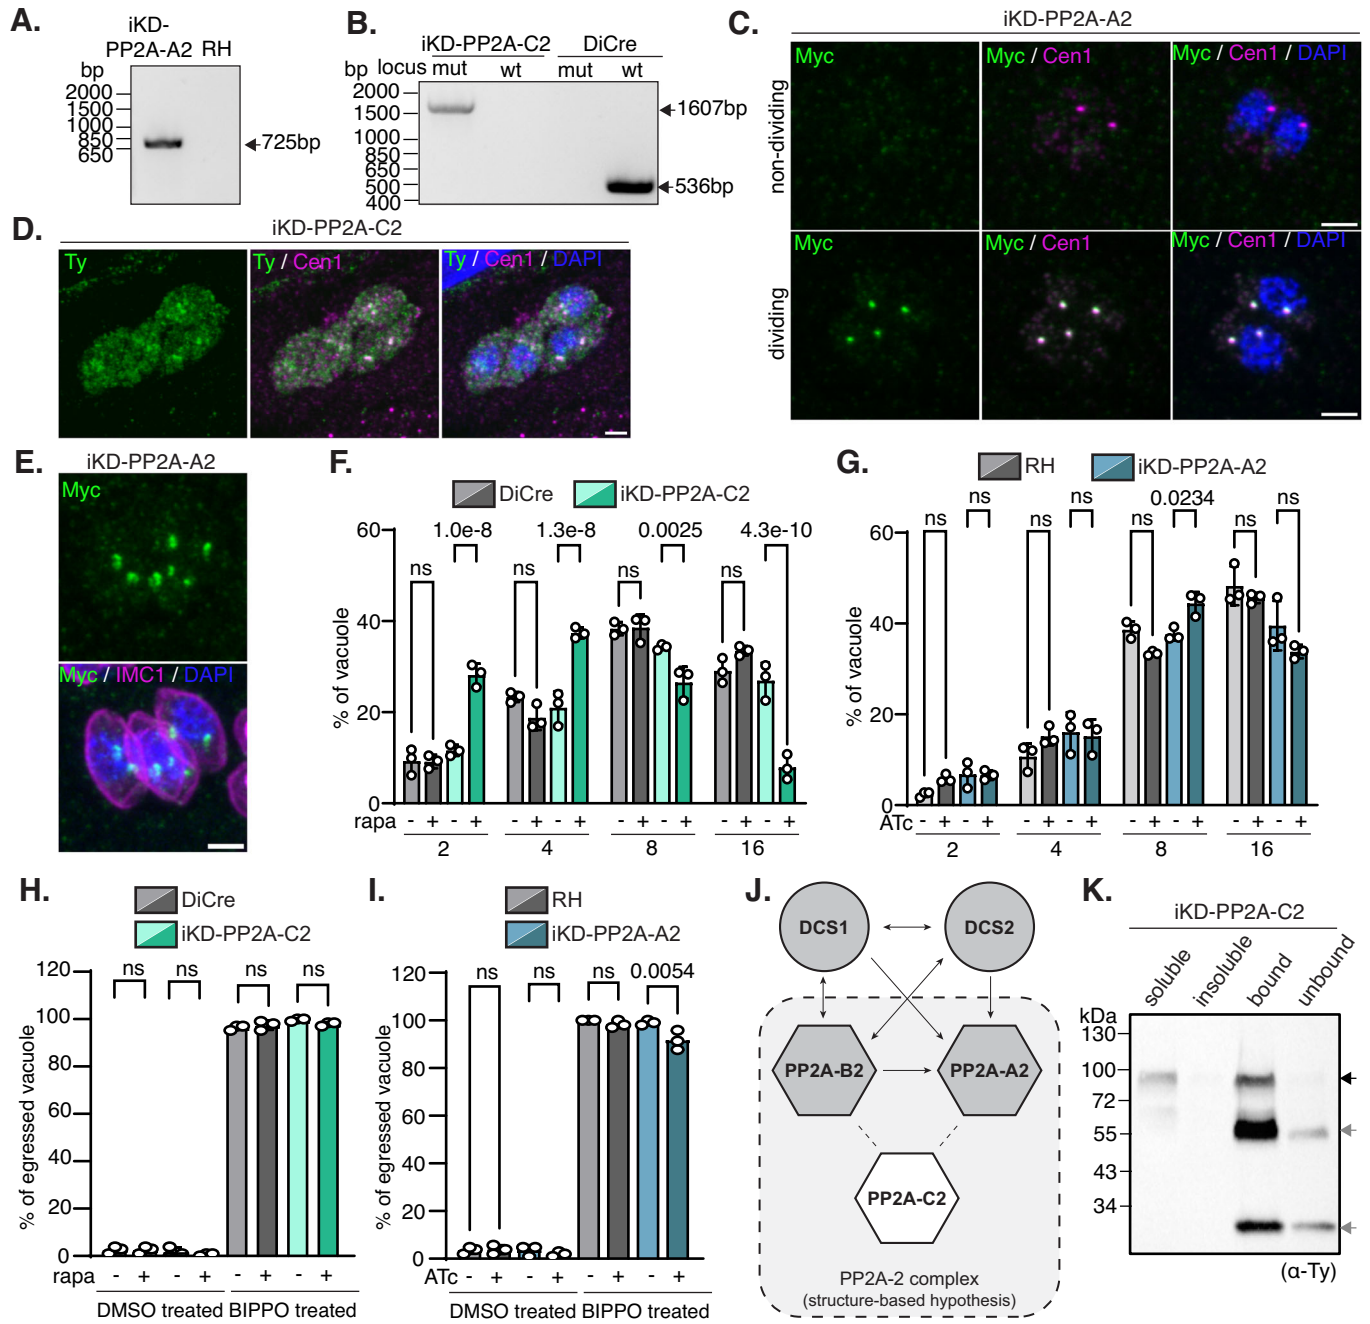 A.
iKD-
PP2A-A2 RH
bp
2000
1500
1000
850
650
725bp
B.
iKD-PP2A-C2 DiCre
bp locus mut wt mut wt
2000
1500
1000
850
650
500
400
1607bp
536bp
C.
iKD-PP2A-A2
non-dividing
Myc
Myc / Cen1
Myc / Cen1 / DAPI
dividing
Myc
Myc / Cen1
Myc / Cen1 / DAPI
D.
iKD-PP2A-C2
Ty
Ty / Cen1
Ty / Cen1 / DAPI
E.
iKD-PP2A-A2
Myc
Myc / IMC1 / DAPI
F.
DiCre iKD-PP2A-C2
% of vacuole
60
40
20
0
ns 1.0e-8 ns 1.3e-8 ns 0.0025 ns 4.3e-10
rapa - + - + - + - + - + - + - + - +
2 4 8 16
G.
RH iKD-PP2A-A2
% of vacuole
60
40
20
0
ns ns ns ns ns 0.0234 ns ns
ATc - + - + - + - + - + - + - + - +
2 4 8 16
H.
DiCre
iKD-PP2A-C2
% of egressed vacuole
120
100
80
60
40
20
0
ns ns ns ns
rapa - + - + - + - +
DMSO treated BIPPO treated
I.
RH
iKD-PP2A-A2
% of egressed vacuole
120
100
80
60
40
20
0
ns ns ns 0.0054
ATc - + - + - + - +
DMSO treated BIPPO treated
J.
DCS1 DCS2
PP2A-B2 PP2A-A2
PP2A-C2
PP2A-2 complex
(structure-based hypothesis)
K.
iKD-PP2A-C2
soluble insoluble bound unbound
kDa
130
100
72
55
43
34
(α-Ty)